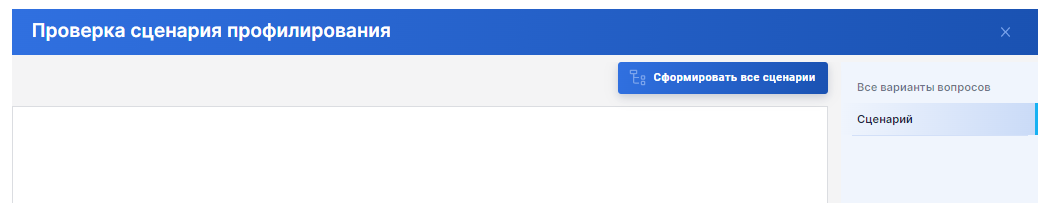 Проверка сценария профилирования
Сформировать все сценарии
Все варианты вопросов
Сценарий